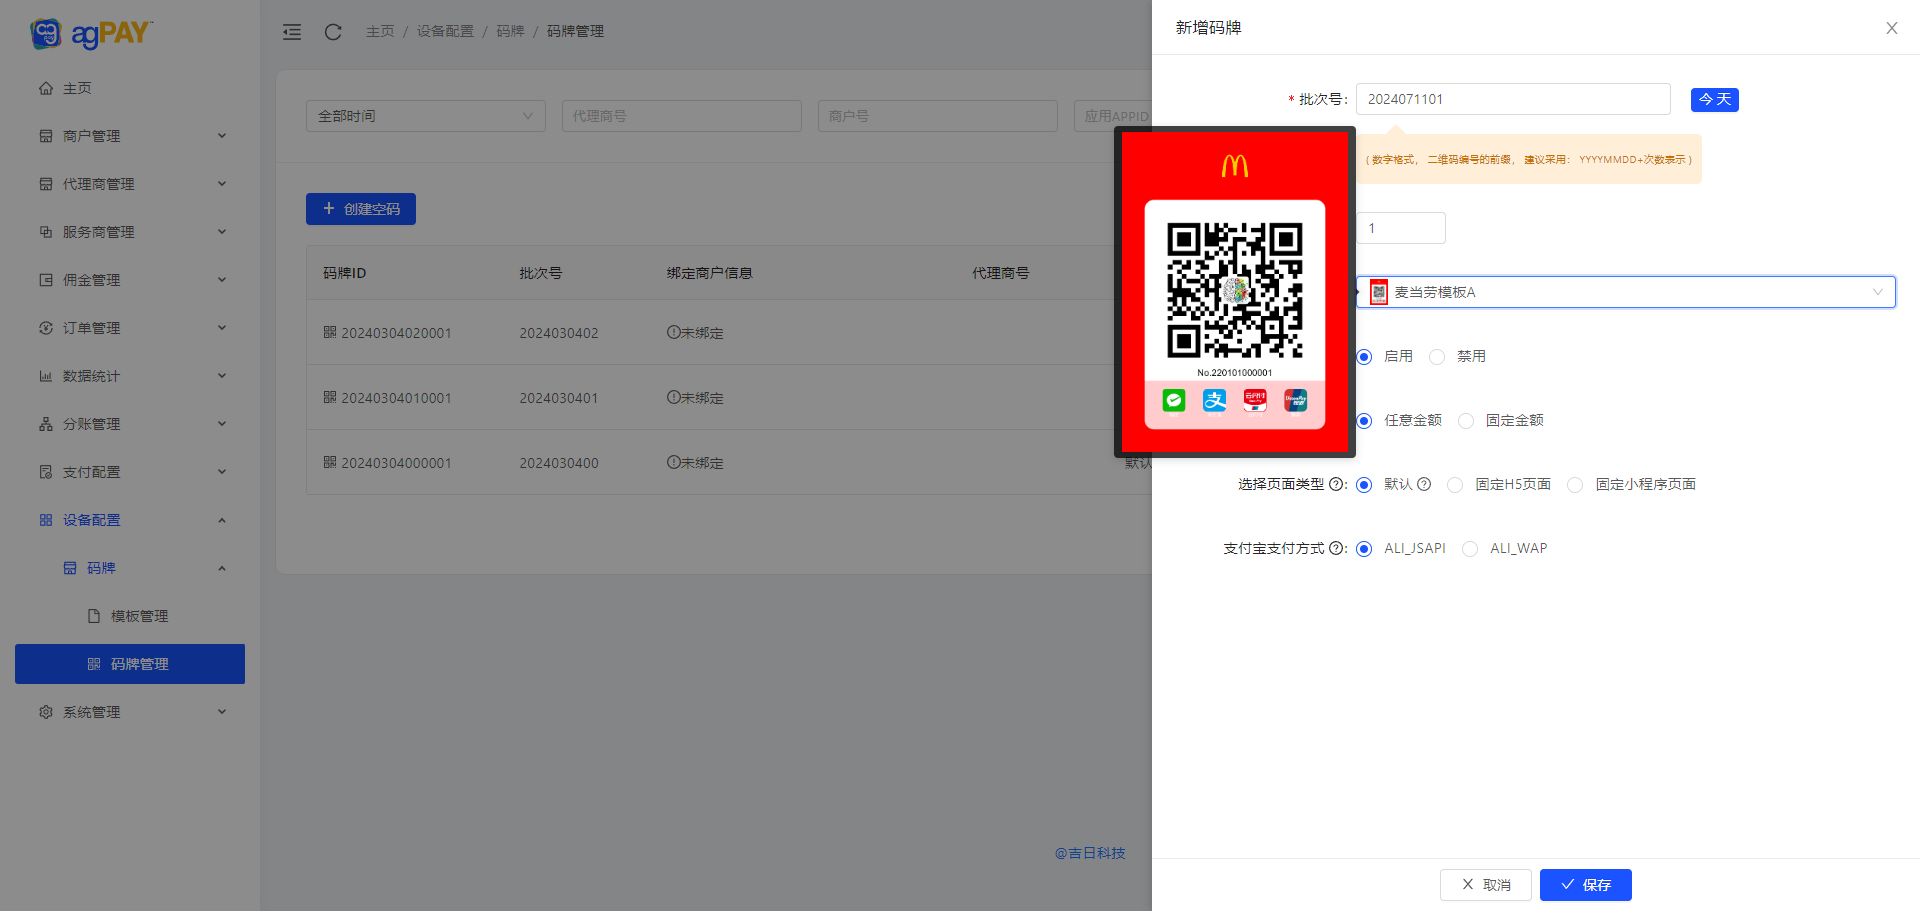 agPAY
主页
商户管理
代理商管理
服务商管理
佣金管理
订单管理
数据统计
分账管理
支付配置
设备配置
码牌
模板管理
码牌管理
系统管理
主页 / 设备配置 / 码牌 / 码牌管理
全部时间
代理商号
商户号
应用APPID
创建空码
码牌ID 批次号 绑定商户信息 代理商号
20240304020001 2024030402 未绑定
20240304010001 2024030401 未绑定
20240304000001 2024030400 未绑定 默认
@吉日科技
新增码牌
* 批次号: 2024071101 今天
( 数字格式， 二维码编号的前缀， 建议采用： YYYYMMDD+次数表示 )
1
麦当劳模板A
No.220101000001
启用 禁用
任意金额 固定金额
选择页面类型 : 默认 固定H5页面 固定小程序页面
支付宝支付方式 : ALI_JSAPI ALI_WAP
取消 保存